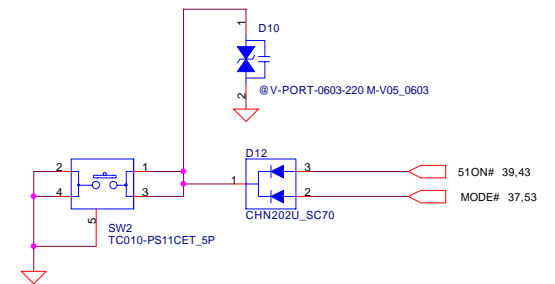 1
D10
2
@V-PORT-0603-220 M-V05_0603
D12
2
1
3
51ON# 39,43
4
3
1
2
MODE# 37,53
5
CHN202U_SC70
SW2
TC010-PS11CET_5P